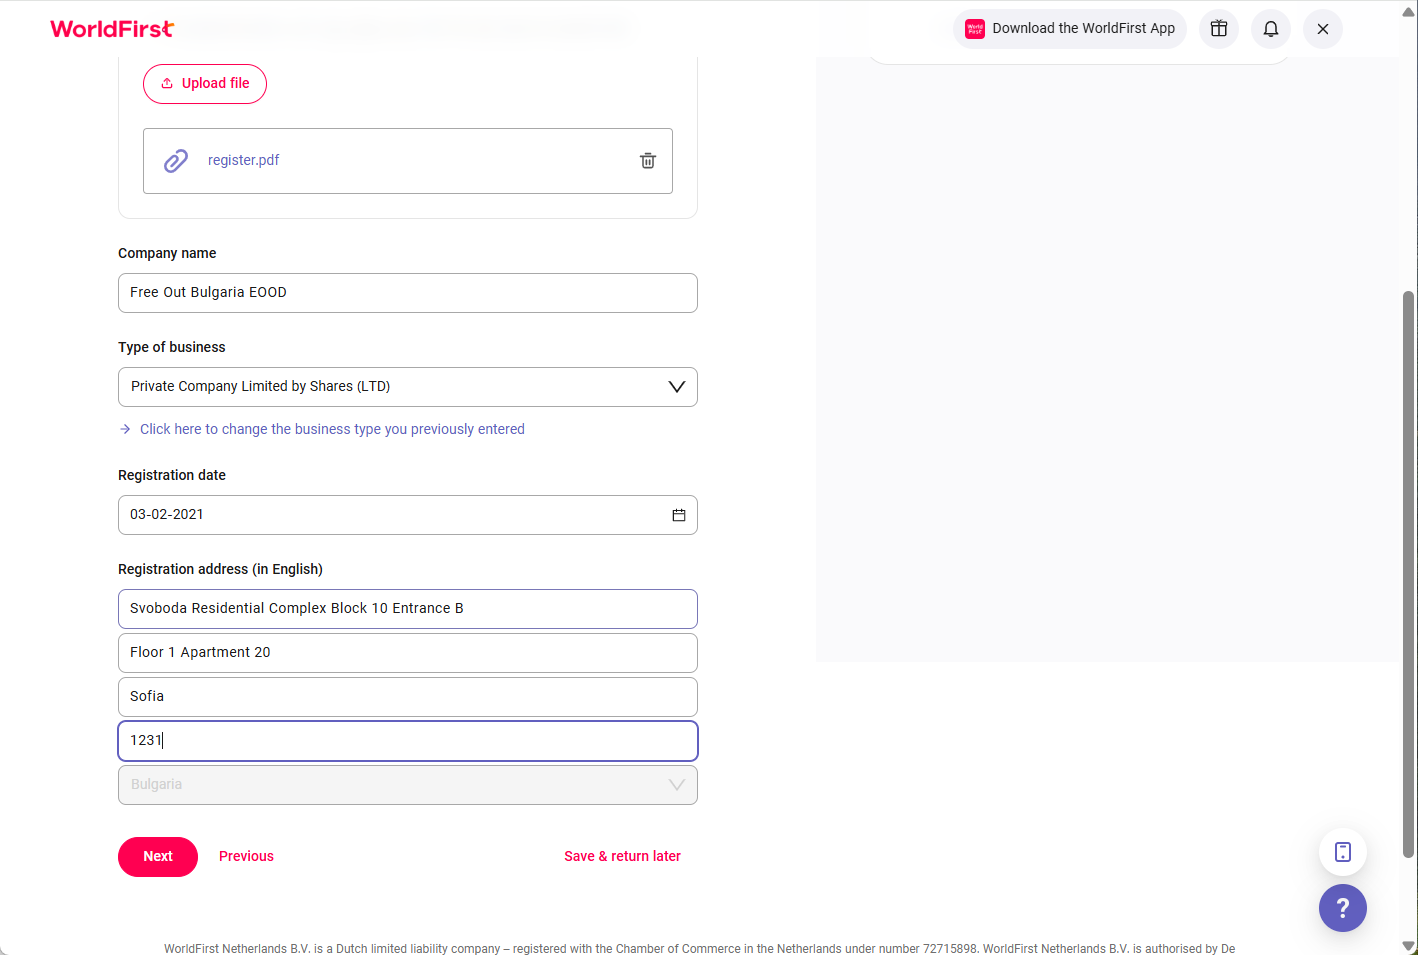 WorldFirst
Download the WorldFirst App
Upload file
register.pdf
Company name
Free Out Bulgaria EOOD
Type of business
Private Company Limited by Shares (LTD)
Click here to change the business type you previously entered
Registration date
03-02-2021
Registration address (in English)
Svoboda Residential Complex Block 10 Entrance B
Floor 1 Apartment 20
Sofia
1231
Bulgaria
Next
Previous
Save & return later
?
WorldFirst Netherlands B.V. is a Dutch limited liability company – registered with the Chamber of Commerce in the Netherlands under number 72715898. WorldFirst Netherlands B.V. is authorised by De